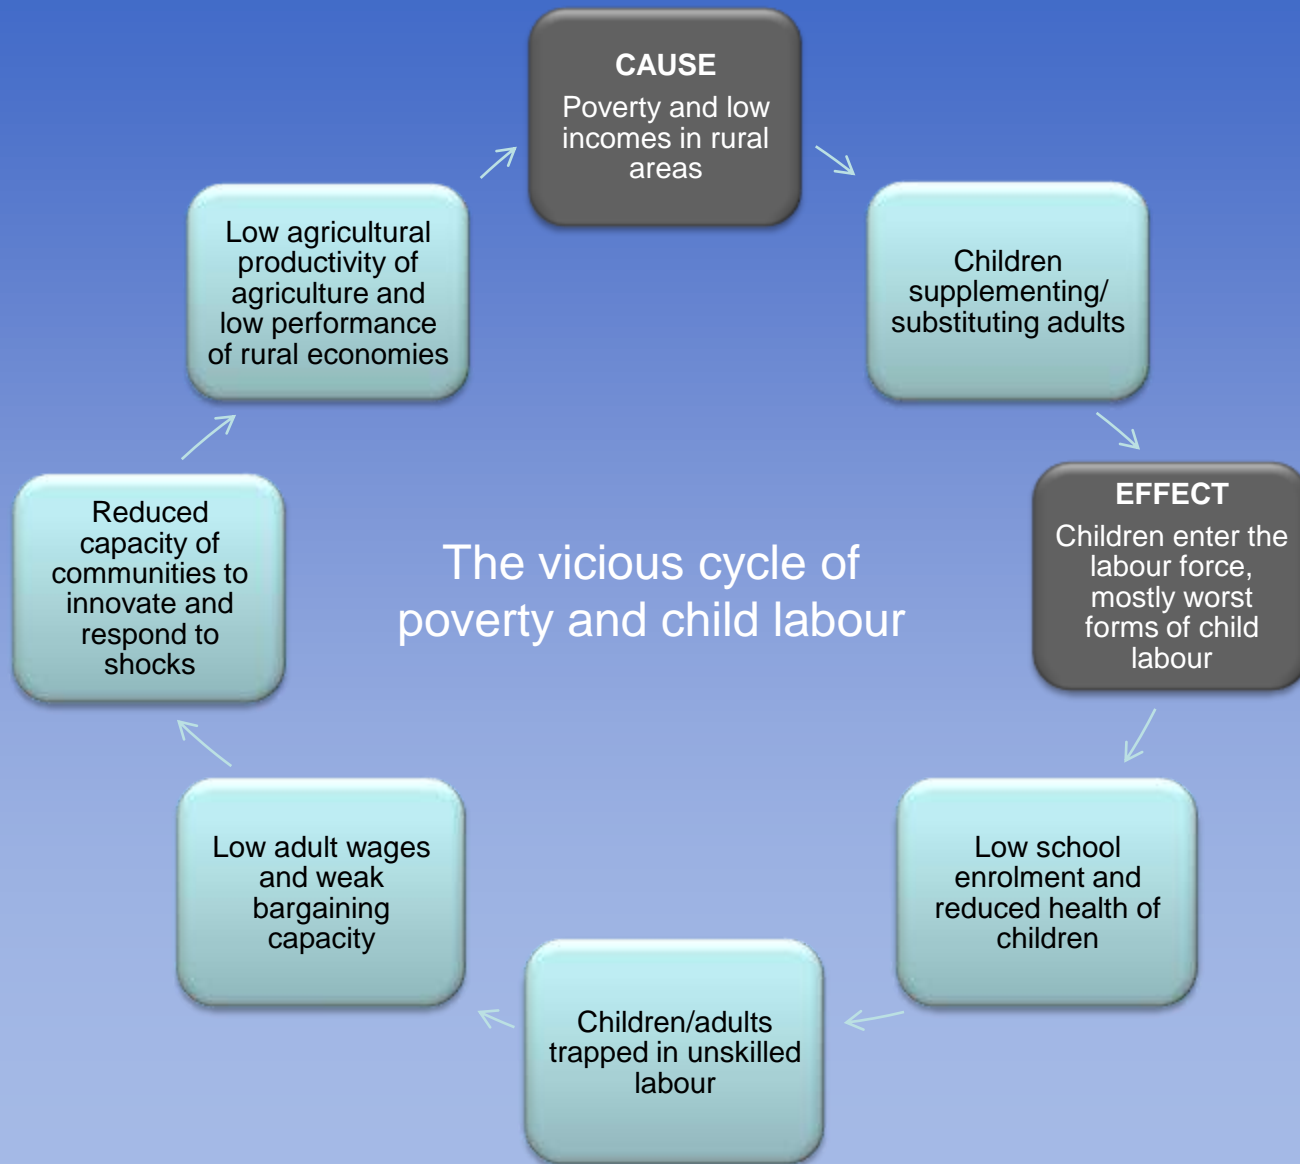 CAUSE
Poverty and low
incomes in rural
areas
Children
supplementing/
substituting adults
EFFECT
Children enter the
labour force,
mostly worst
forms of child
labour
Low school
enrolment and
reduced health of
children
Children/adults
trapped in unskilled
labour
Low adult wages
and weak
bargaining
capacity
Reduced
capacity of
communities to
innovate and
respond to
shocks
Low agricultural
productivity of
agriculture and
low performance
of rural economies
The vicious cycle of
poverty and child labour